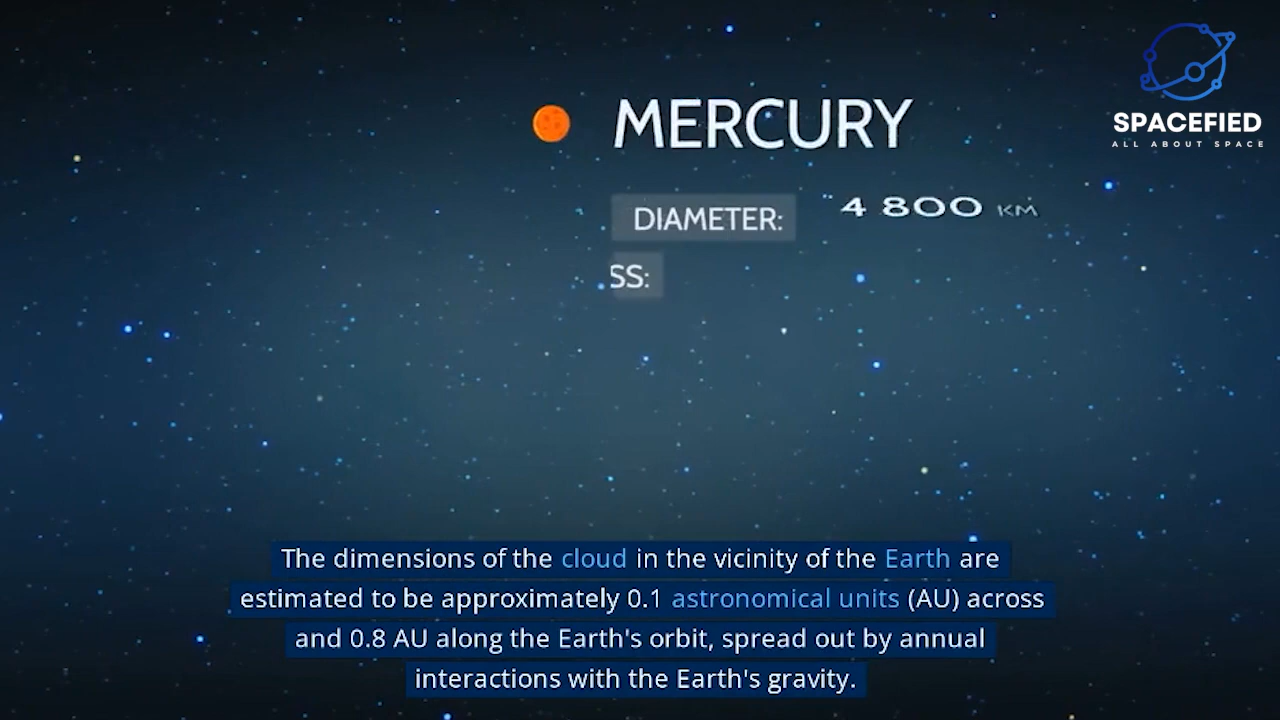 SPACEFIED
ALL ABOUT SPACE
MERCURY
DIAMETER: 4 800 KM
SS:
The dimensions of the cloud in the vicinity of the Earth are
estimated to be approximately 0.1 astronomical units (AU) across
and 0.8 AU along the Earth's orbit, spread out by annual
interactions with the Earth's gravity.